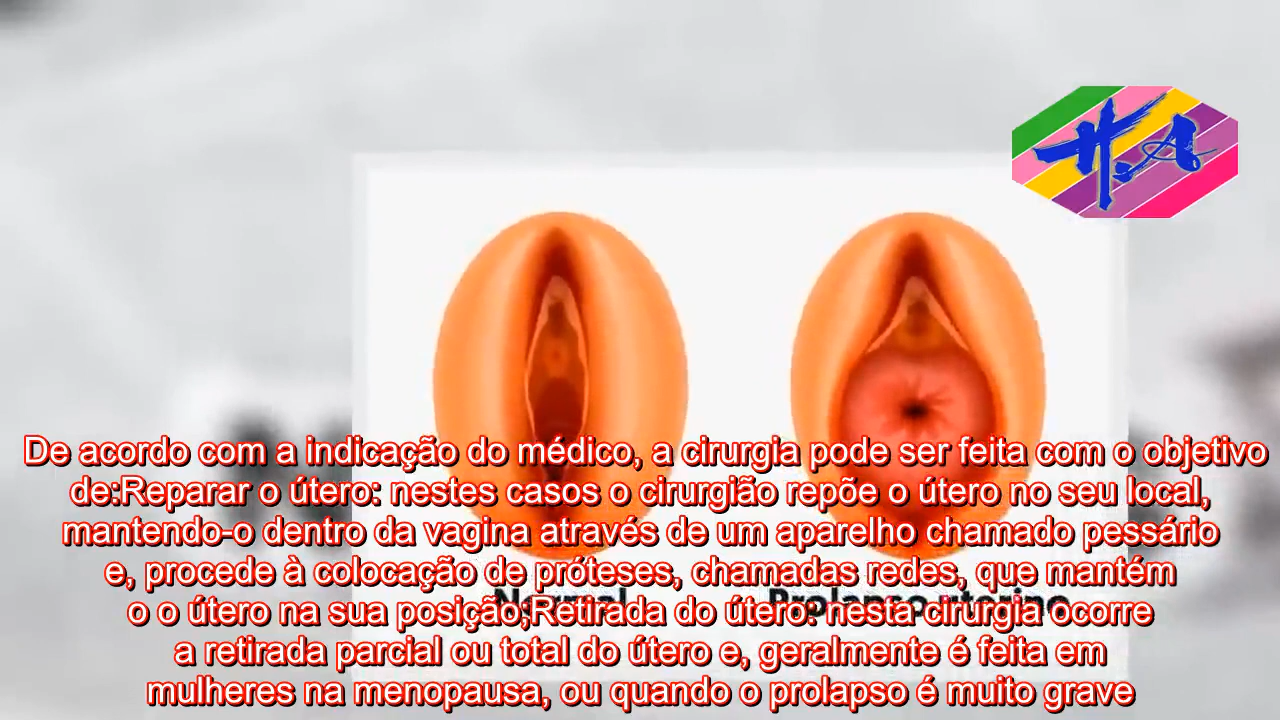 H.A
De acordo com a indicação do médico, a cirurgia pode ser feita com o objetivo
de:Reparar o útero: nestes casos o cirurgião repõe o útero no seu local,
mantendo-o dentro da vagina através de um aparelho chamado pessário
e, procede à colocação de próteses, chamadas redes, que mantém
o o útero na sua posição;Retirada do útero: nesta cirurgia ocorre
a retirada parcial ou total do útero e, geralmente é feita em
mulheres na menopausa, ou quando o prolapso é muito grave
Normal
Prolapso uterino